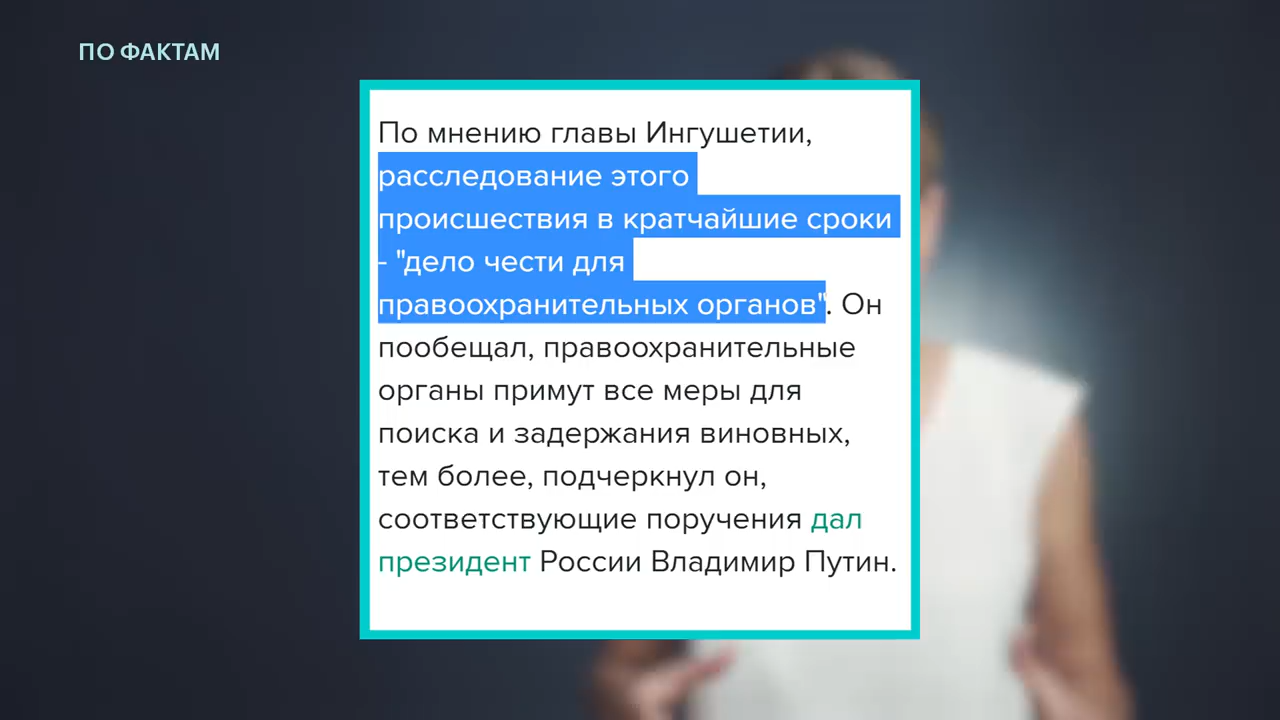 ПО ФАКТАМ
По мнению главы Ингушетии,
расследование этого
происшествия в кратчайшие сроки
- "дело чести для
правоохранительных органов". Он
пообещал, правоохранительные
органы примут все меры для
поиска и задержания виновных,
тем более, подчеркнул он,
соответствующие поручения дал
президент России Владимир Путин.